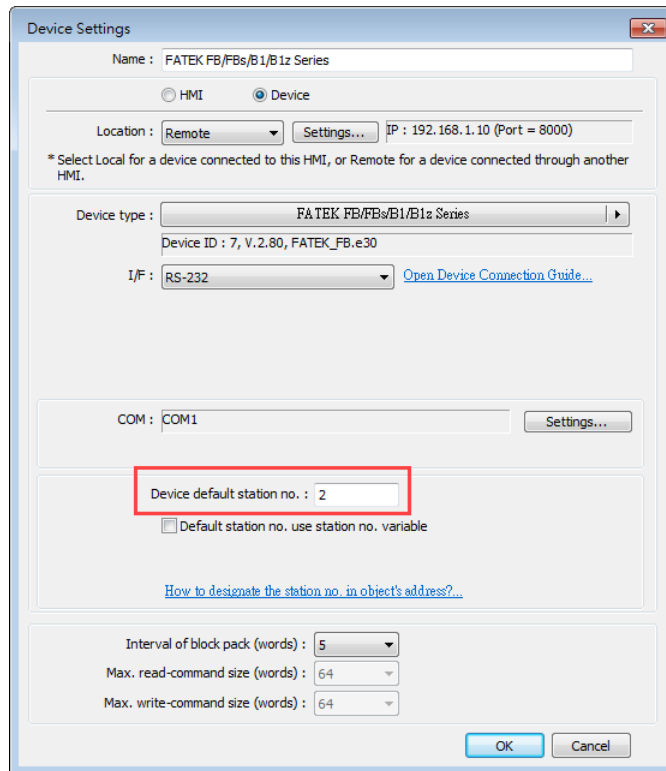 Device Settings
Name : FATEK FB/FBs/B1/B1z Series
HMI Device
Location : Remote Settings... IP : 192.168.1.10 (Port = 8000)
* Select Local for a device connected to this HMI, or Remote for a device connected through another
HMI.
Device type : FATEK FB/FBs/B1/B1z Series
Device ID : 7, V.2.80, FATEK_FB.e30
I/F : RS-232 Open Device Connection Guide...
COM : COM1 Settings...
Device default station no. : 2
Default station no. use station no. variable
How to designate the station no. in object's address?...
Interval of block pack (words) : 5
Max. read-command size (words) : 64
Max. write-command size (words) : 64
OK Cancel